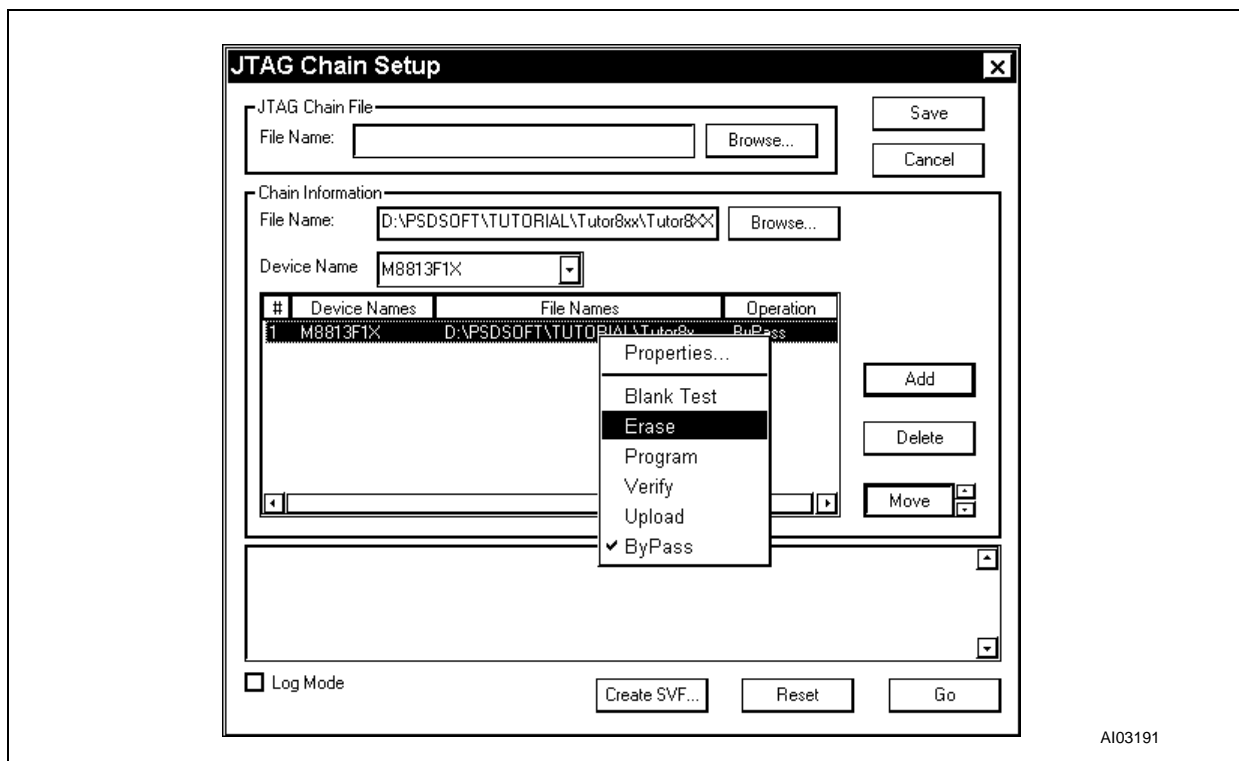 JTAG Chain Setup
JTAG Chain File
File Name:
Browse...
Save
Cancel
Chain Information
File Name: D:\PSDSOFT\TUTORIAL\Tutor8xx\Tutor8XX Browse...
Device Name M8813F1X
# Device Names File Names Operation
1 M8813F1X D:\PSDSOFT\TUTORIAL\Tutor8x ByPass
Properties...
Blank Test
Erase
Program
Verify
Upload
ByPass
Add
Delete
Move
Log Mode
Create SVF... Reset Go
AI03191